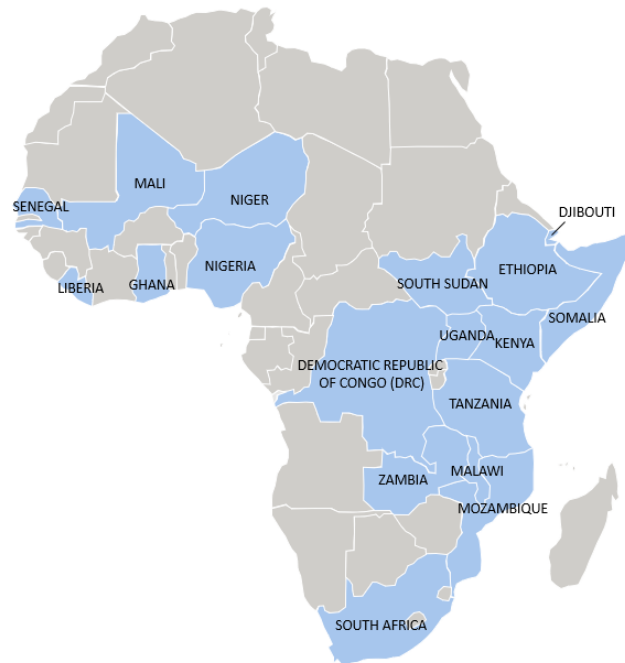 MALI
NIGER
SENEGAL
DJIBOUTI
NIGERIA
ETHIOPIA
SOUTH SUDAN
LIBERIA
GHANA
SOMALIA
UGANDA
KENYA
DEMOCRATIC REPUBLIC
OF CONGO (DRC)
TANZANIA
MALAWI
ZAMBIA
MOZAMBIQUE
SOUTH AFRICA